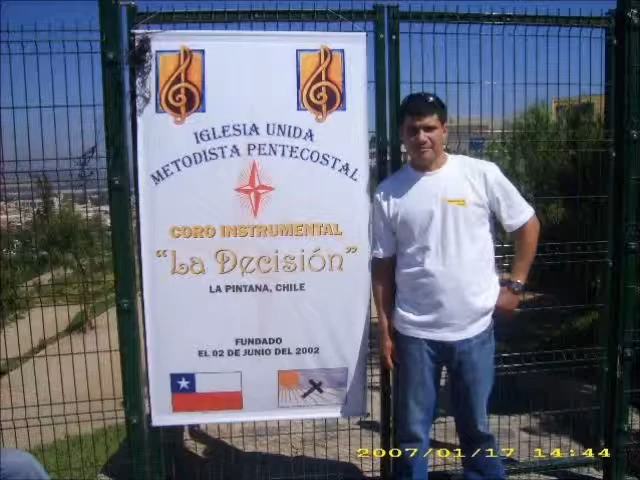 IGLESIA UNIDA
METODISTA PENTECOSTAL
CORO INSTRUMENTAL
"La Decisión"
LA PINTANA, CHILE
FUNDADO
EL 02 DE JUNIO DEL 2002
2007/01/17 14:44